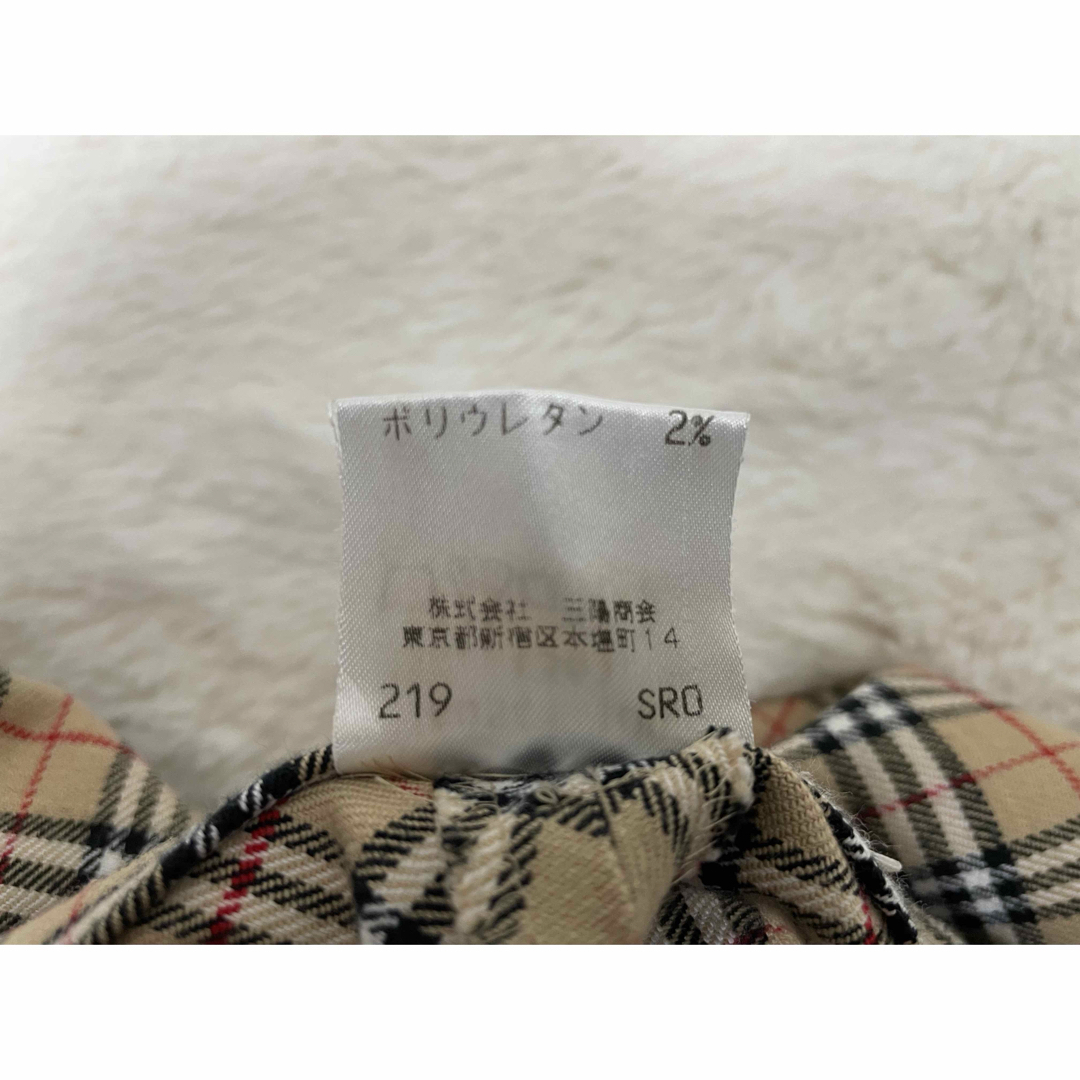 ポリウレタン 2%
株式会社 三陽商会
東京都新宿区本塩町14
219 SRO